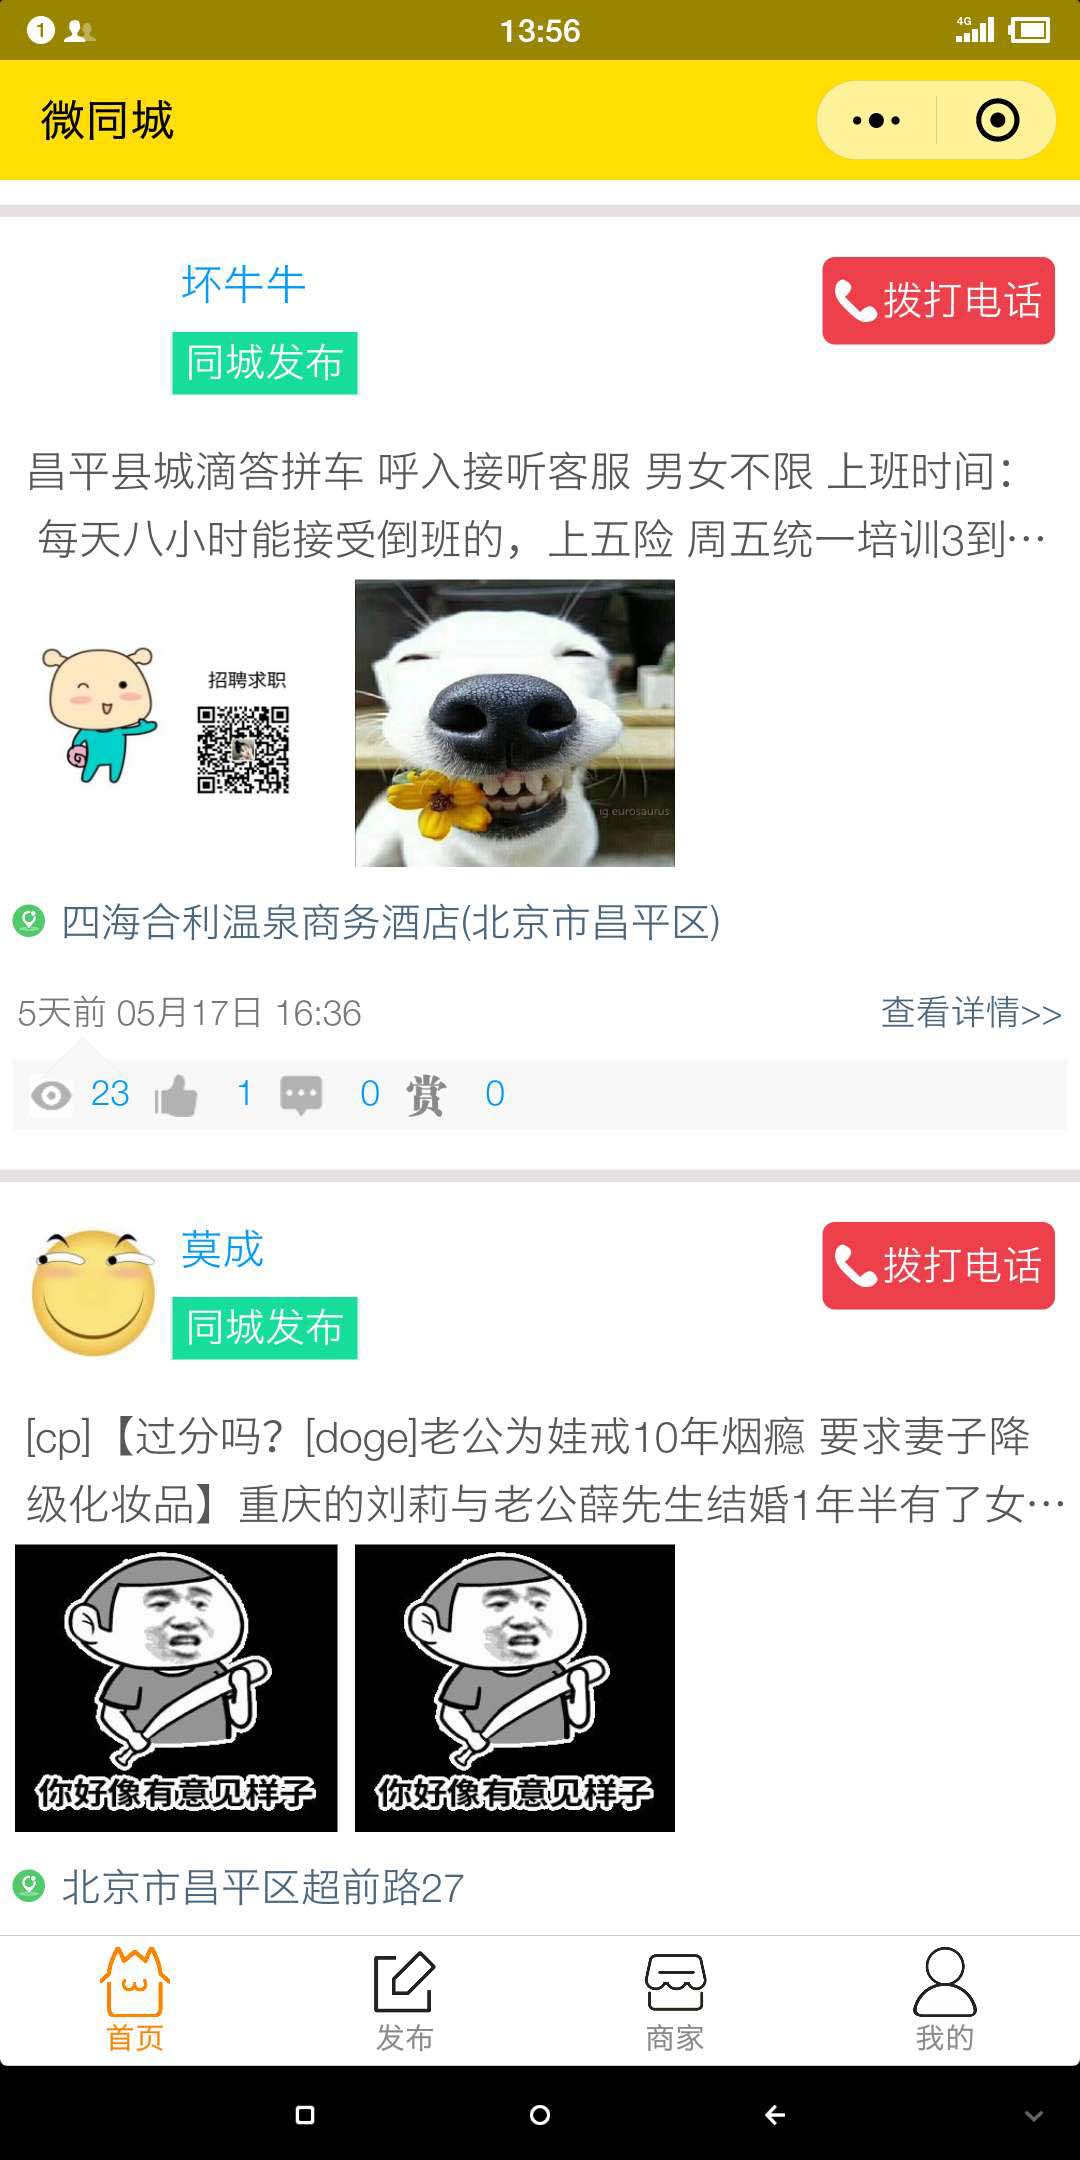 1
13:56
4G
微同城
坏牛牛
拨打电话
同城发布
昌平县城滴答拼车 呼入接听客服 男女不限 上班时间：
每天八小时能接受倒班的，上五险 周五统一培训3到…
招聘求职
ig eurosaurus
四海合利温泉商务酒店(北京市昌平区)
5天前 05月17日 16:36
查看详情>>
23 1 0 赏 0
莫成
拨打电话
同城发布
[cp]【过分吗？[doge]老公为娃戒10年烟瘾 要求妻子降
级化妆品】重庆的刘莉与老公薛先生结婚1年半有了女…
你好像有意见样子
你好像有意见样子
北京市昌平区超前路27
首页
发布
商家
我的